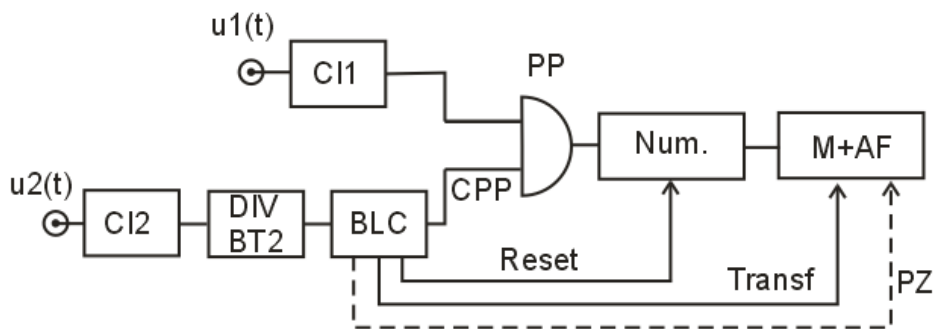 u1(t)
CI1
PP
Num.
M+AF
u2(t)
CI2
DIV
BT2
BLC
CPP
Reset
Transf
PZ